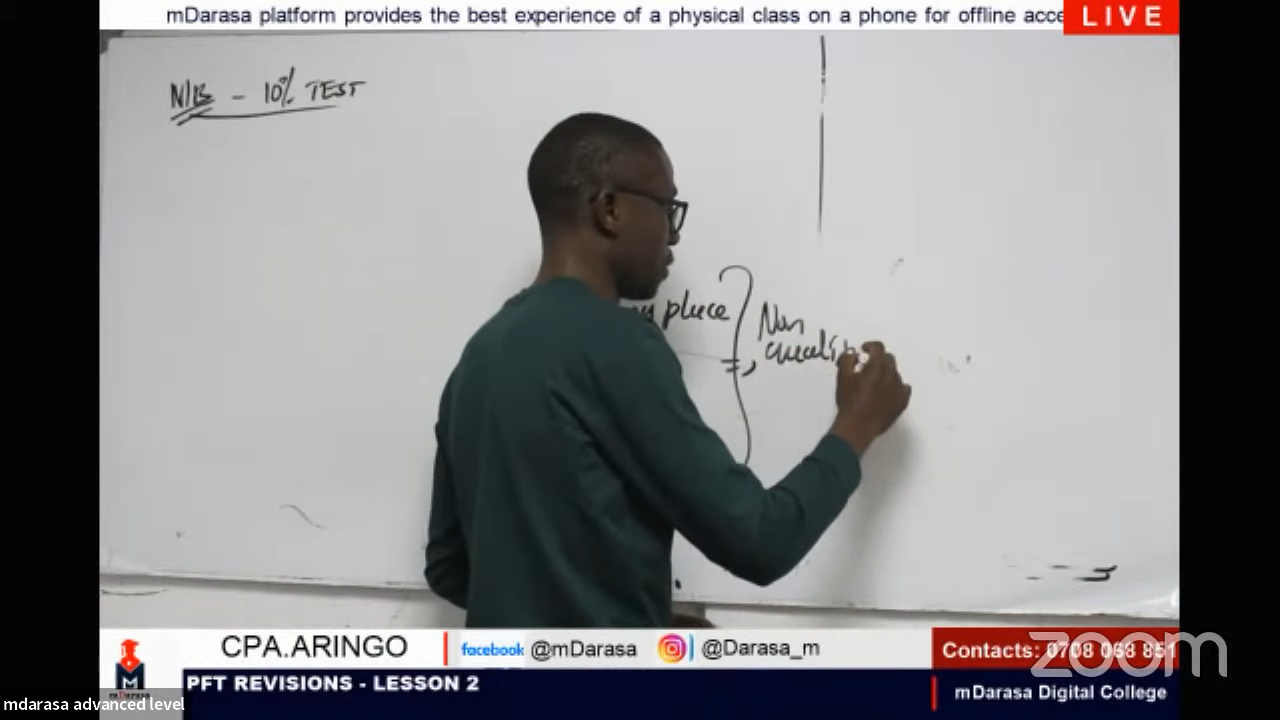 mDarasa platform provides the best experience of a physical class on a phone for offline acce
LIVE
N/B - 10% TEST
place
Non
CPA.ARINGO
facebook @mDarasa @Darasa_m
Contacts: 0708 068 851
zoom
PFT REVISIONS - LESSON 2
mDarasa Digital College
mDarasa
mdarasa advanced level